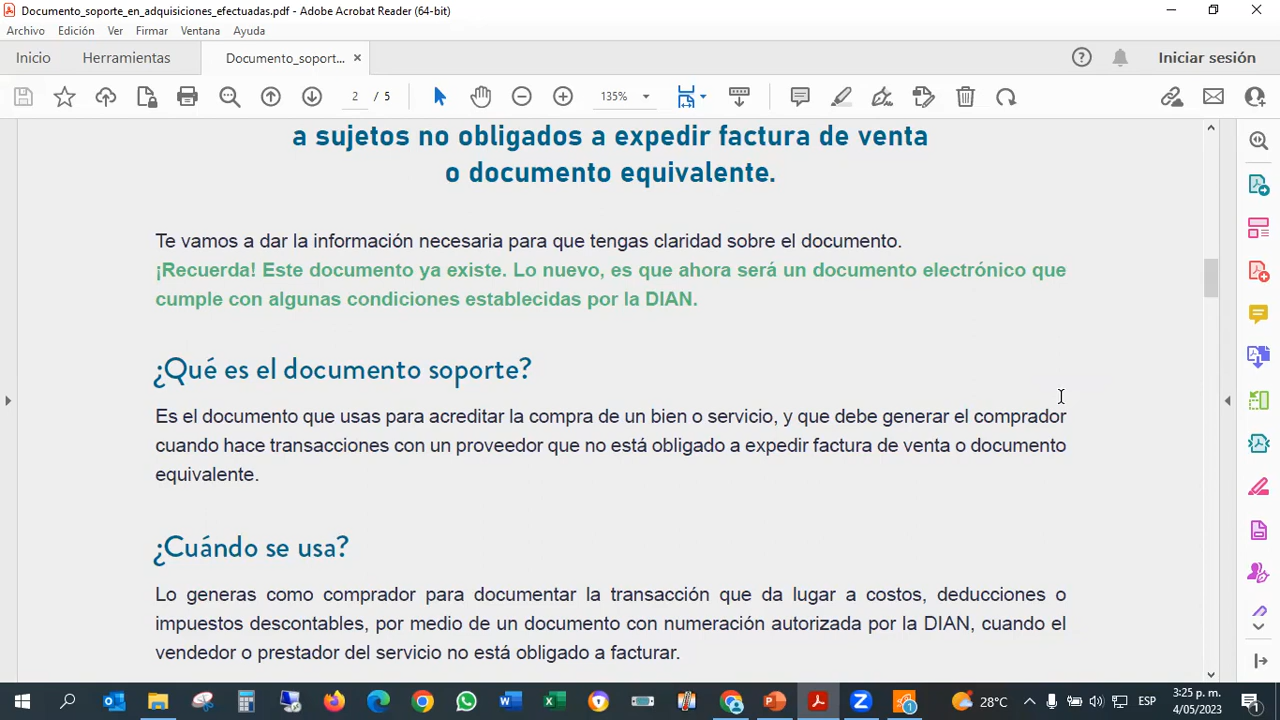 Documento_soporte_en_adquisiciones_efectuadas.pdf - Adobe Acrobat Reader (64-bit)
Archivo Edición Ver Firmar Ventana Ayuda
Inicio Herramientas Documento_soport... Iniciar sesión
2 / 5 135%
a sujetos no obligados a expedir factura de venta
o documento equivalente.
Te vamos a dar la información necesaria para que tengas claridad sobre el documento.
¡Recuerda! Este documento ya existe. Lo nuevo, es que ahora será un documento electrónico que
cumple con algunas condiciones establecidas por la DIAN.
¿Qué es el documento soporte?
Es el documento que usas para acreditar la compra de un bien o servicio, y que debe generar el comprador
cuando hace transacciones con un proveedor que no está obligado a expedir factura de venta o documento
equivalente.
¿Cuándo se usa?
Lo generas como comprador para documentar la transacción que da lugar a costos, deducciones o
impuestos descontables, por medio de un documento con numeración autorizada por la DIAN, cuando el
vendedor o prestador del servicio no está obligado a facturar.
28°C ESP 3:25 p. m.
4/05/2023